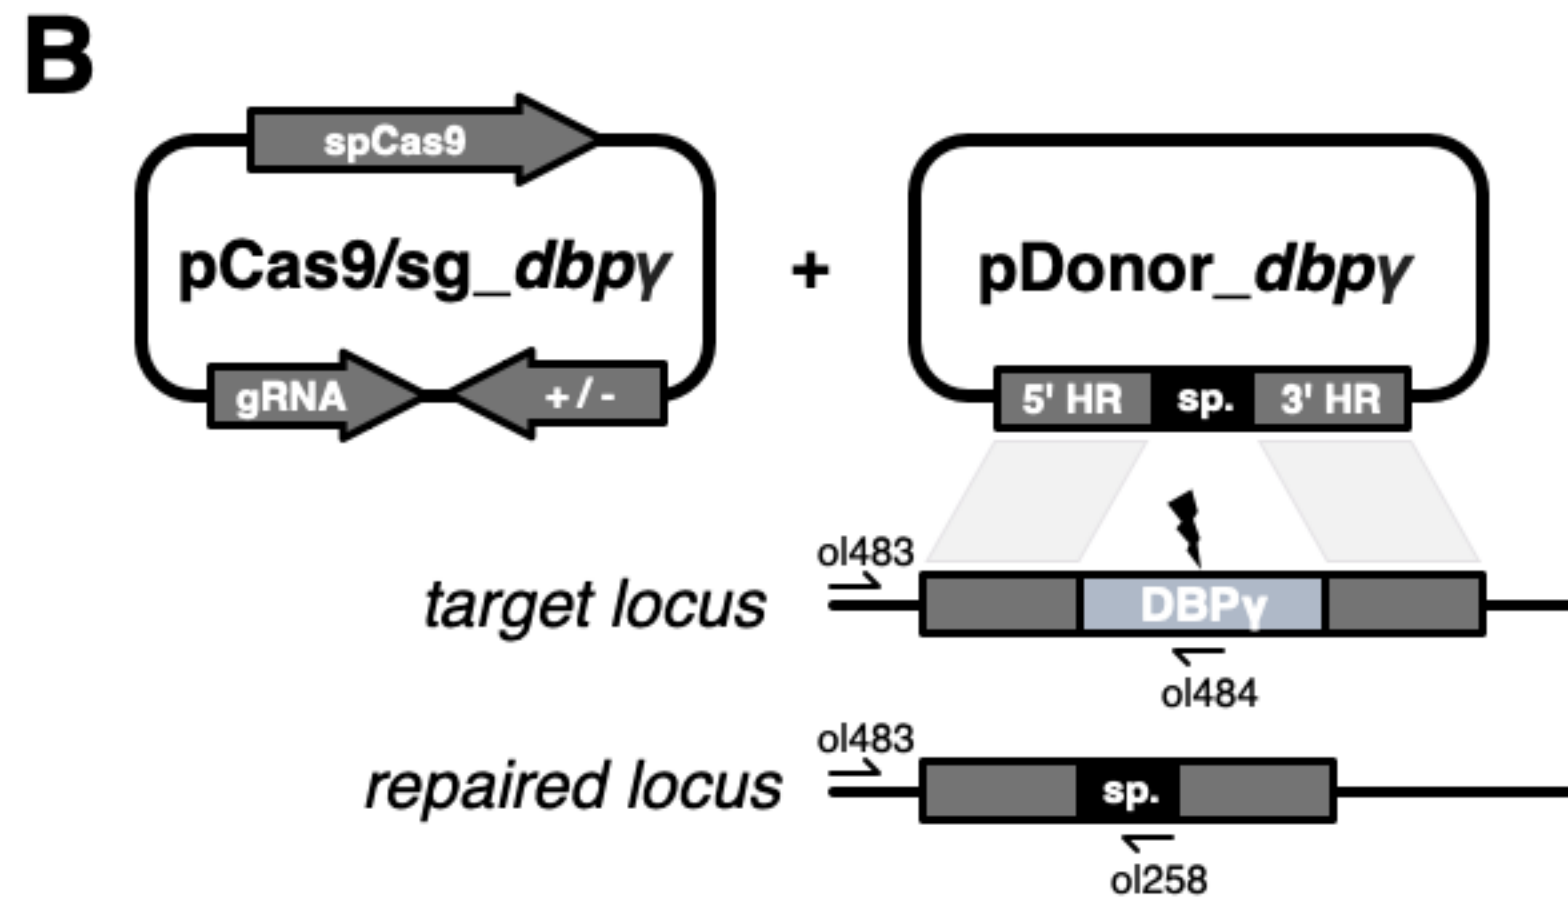 B
spCas9
pCas9/sg_dbpγ + pDonor_dbpγ
gRNA +/- 5' HR sp. 3' HR
ol483
target locus DBPγ
ol484
ol483
repaired locus sp.
ol258